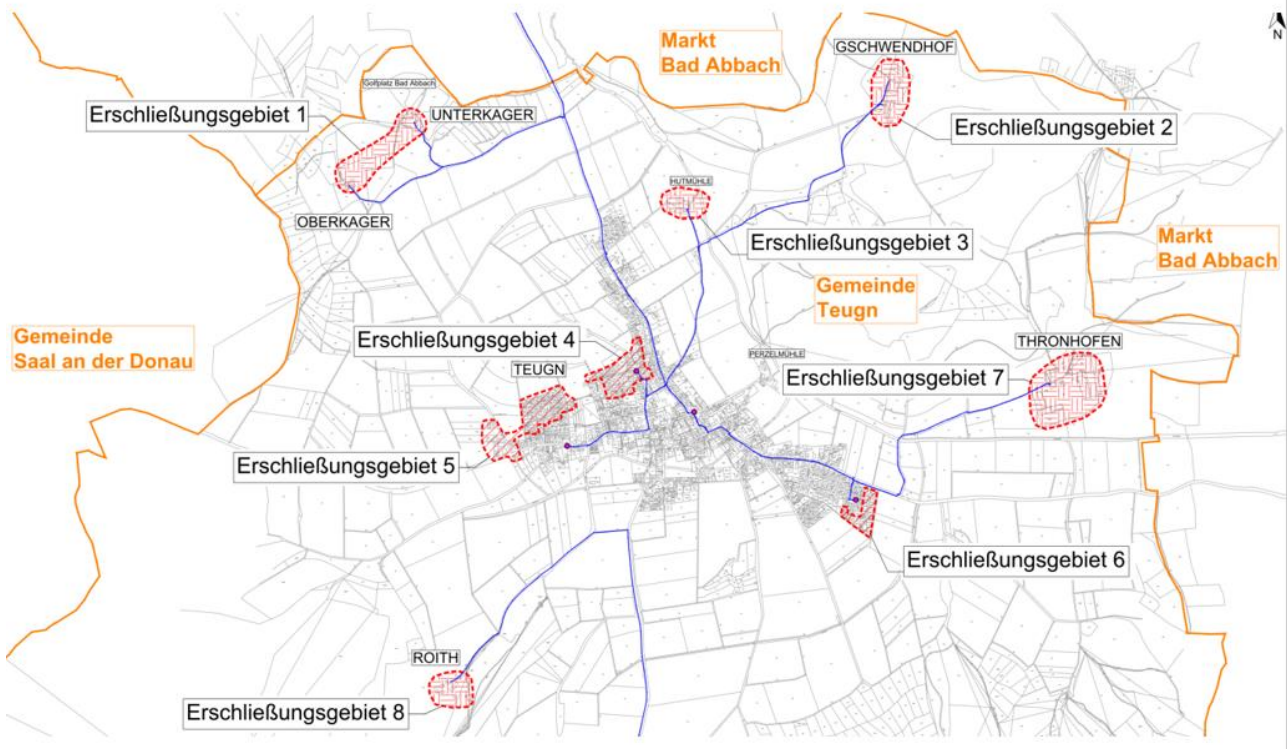 N
Markt
Bad Abbach
GSCHWENDHOF
Golfplatz Bad Abbach
Erschließungsgebiet 1
UNTERKAGER
Erschließungsgebiet 2
HUTMÜHLE
OBERKAGER
Erschließungsgebiet 3
Markt
Bad Abbach
Gemeinde
Teugn
Gemeinde
Saal an der Donau
Erschließungsgebiet 4
THRONHOFEN
PERZELMÜHLE
TEUGN
Erschließungsgebiet 7
Erschließungsgebiet 5
Erschließungsgebiet 6
ROITH
Erschließungsgebiet 8